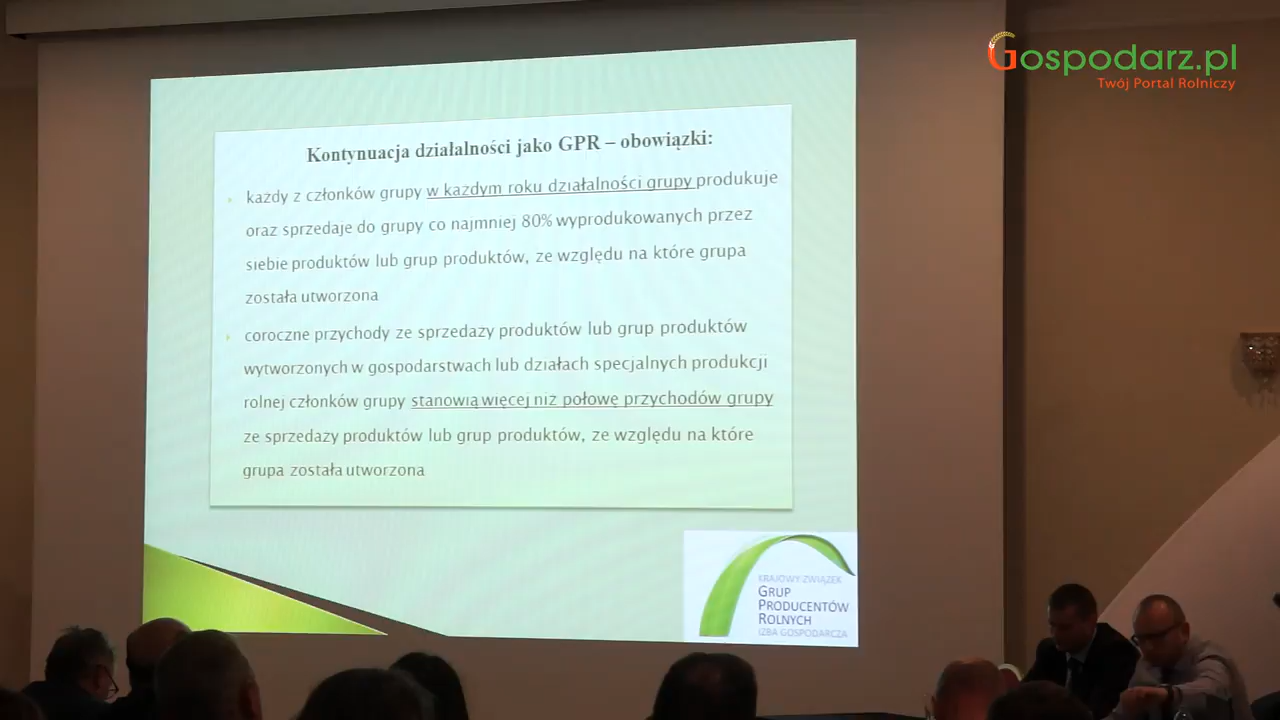 Gospodarz.pl
Twój Portal Rolniczy
Kontynuacja działalności jako GPR – obowiązki:
każdy z członków grupy w każdym roku działalności grupy produkuje
oraz sprzedaje do grupy co najmniej 80% wyprodukowanych przez
siebie produktów lub grup produktów, ze względu na które grupa
została utworzona
coroczne przychody ze sprzedaży produktów lub grup produktów
wytworzonych w gospodarstwach lub działach specjalnych produkcji
rolnej członków grupy stanowią więcej niż połowę przychodów grupy
ze sprzedaży produktów lub grup produktów, ze względu na które
grupa została utworzona
KRAJOWY ZWIĄZEK
GRUP
PRODUCENTÓW
ROLNYCH
IZBA GOSPODARCZA